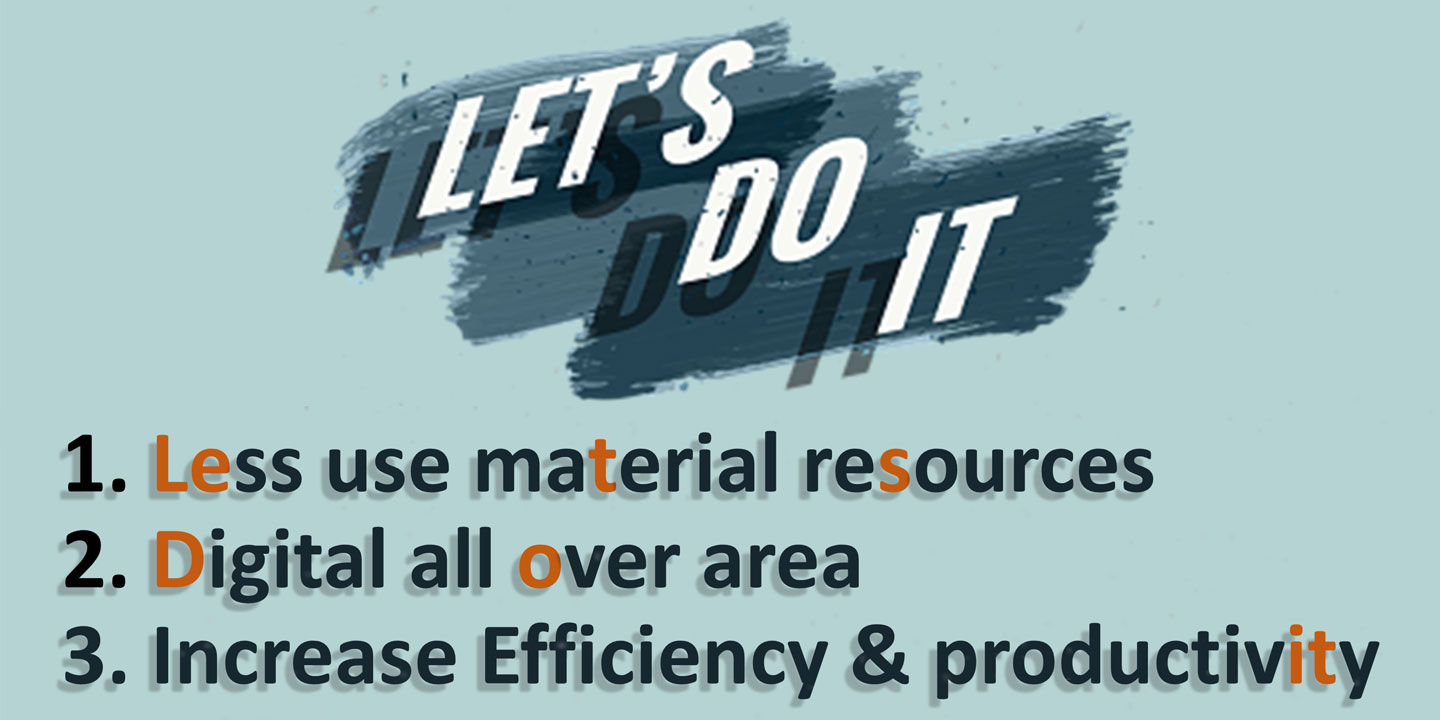 LET'S
DO
IT
1. Less use material resources
2. Digital all over area
3. Increase Efficiency & productivity